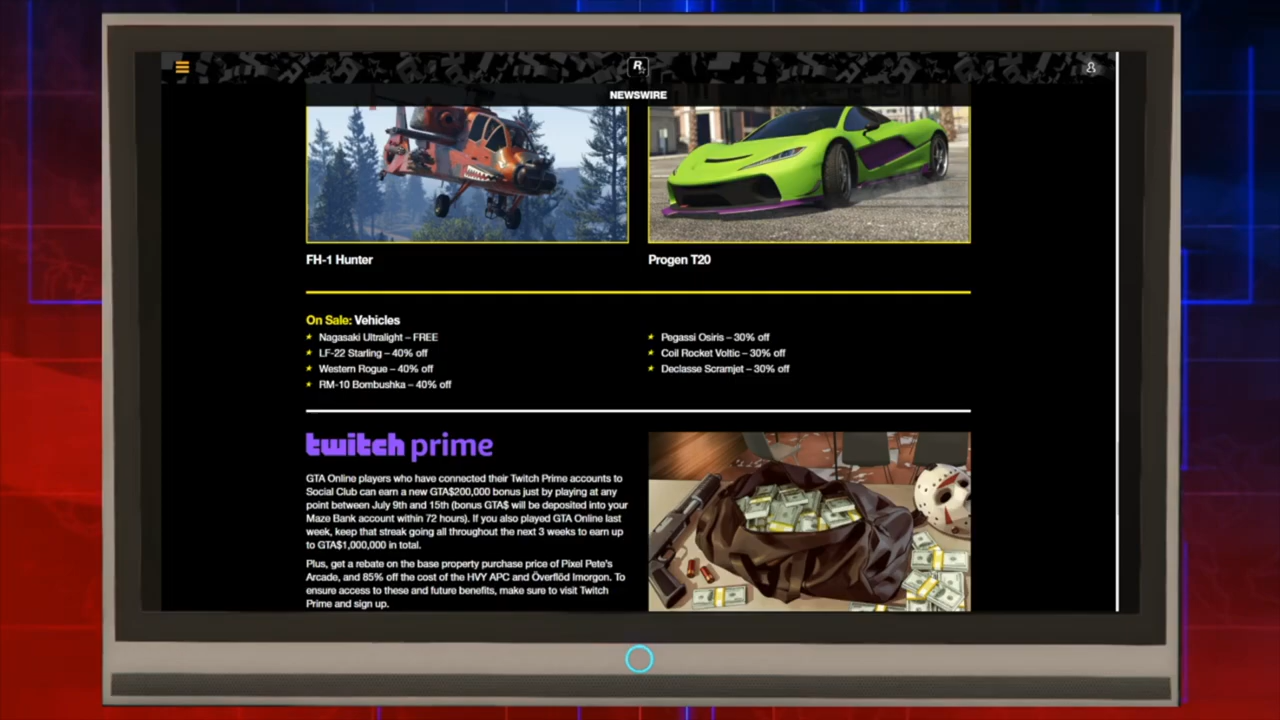 R
NEWSWIRE
FH-1 Hunter
Progen T20
On Sale: Vehicles
Nagasaki Ultralight – FREE
LF-22 Starling – 40% off
Western Rogue – 40% off
RM-10 Bombushka – 40% off
Pegassi Osiris – 30% off
Coil Rocket Voltic – 30% off
Declasse Scramjet – 30% off
twitch prime
GTA Online players who have connected their Twitch Prime accounts to
Social Club can earn a new GTA$200,000 bonus just by playing at any
point between July 9th and 15th (bonus GTA$ will be deposited into your
Maze Bank account within 72 hours). If you also played GTA Online last
week, keep that streak going all throughout the next 3 weeks to earn up
to GTA$1,000,000 in total.
Plus, get a rebate on the base property purchase price of Pixel Pete's
Arcade, and 85% off the cost of the HVY APC and Överflöd Imorgon. To
ensure access to these and future benefits, make sure to visit Twitch
Prime and sign up.